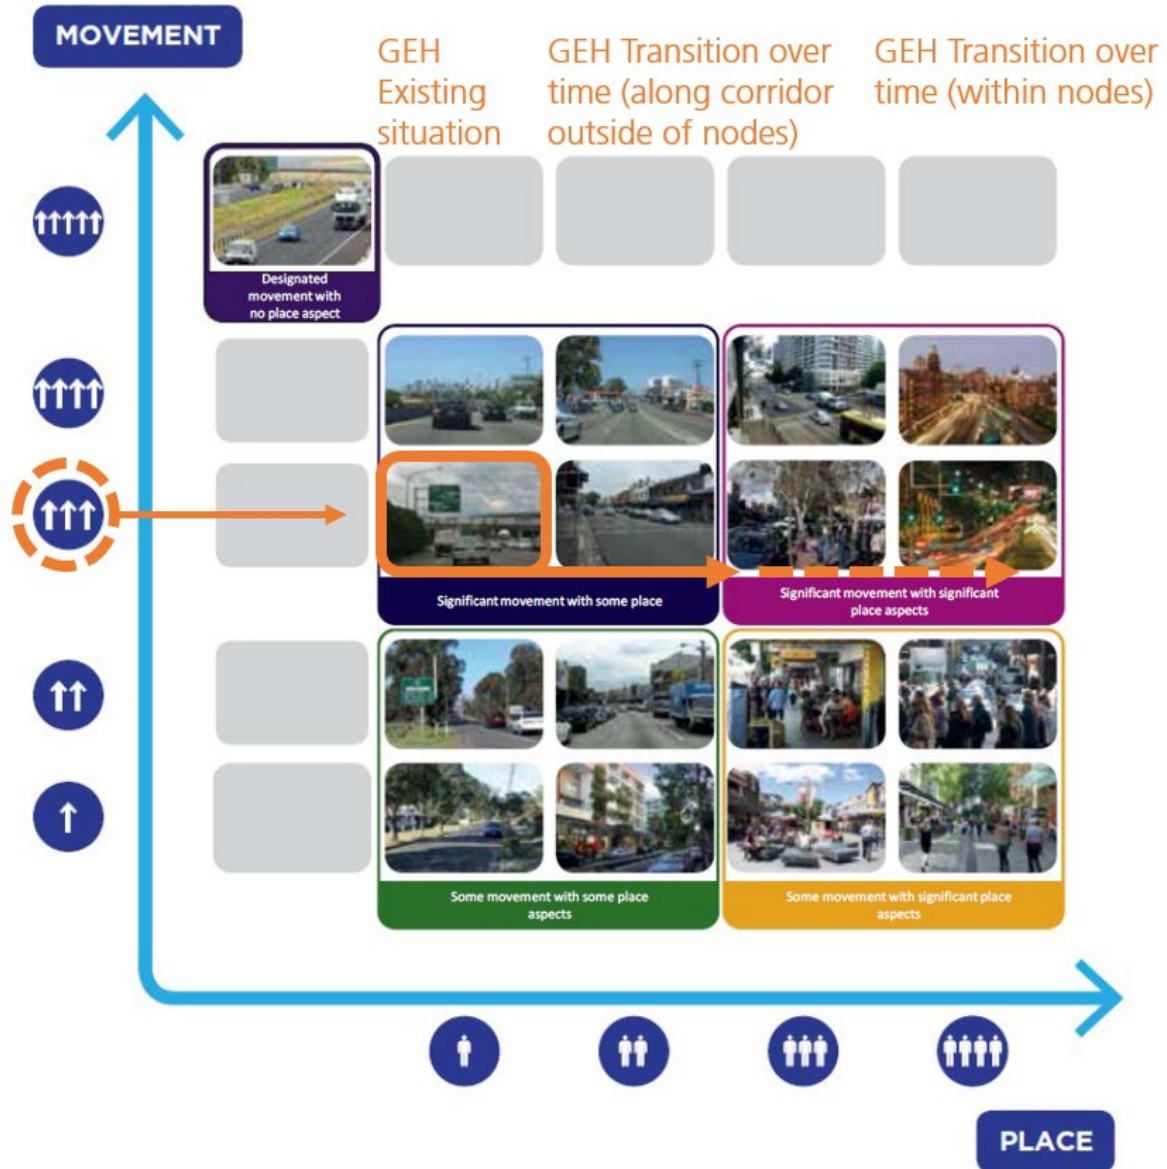 MOVEMENT
GEH
Existing
situation
GEH Transition over
time (along corridor
outside of nodes)
GEH Transition over
time (within nodes)
Designated
movement with
no place aspect
Significant movement with some place
Significant movement with significant
place aspects
Some movement with some place
aspects
Some movement with significant place
aspects
PLACE